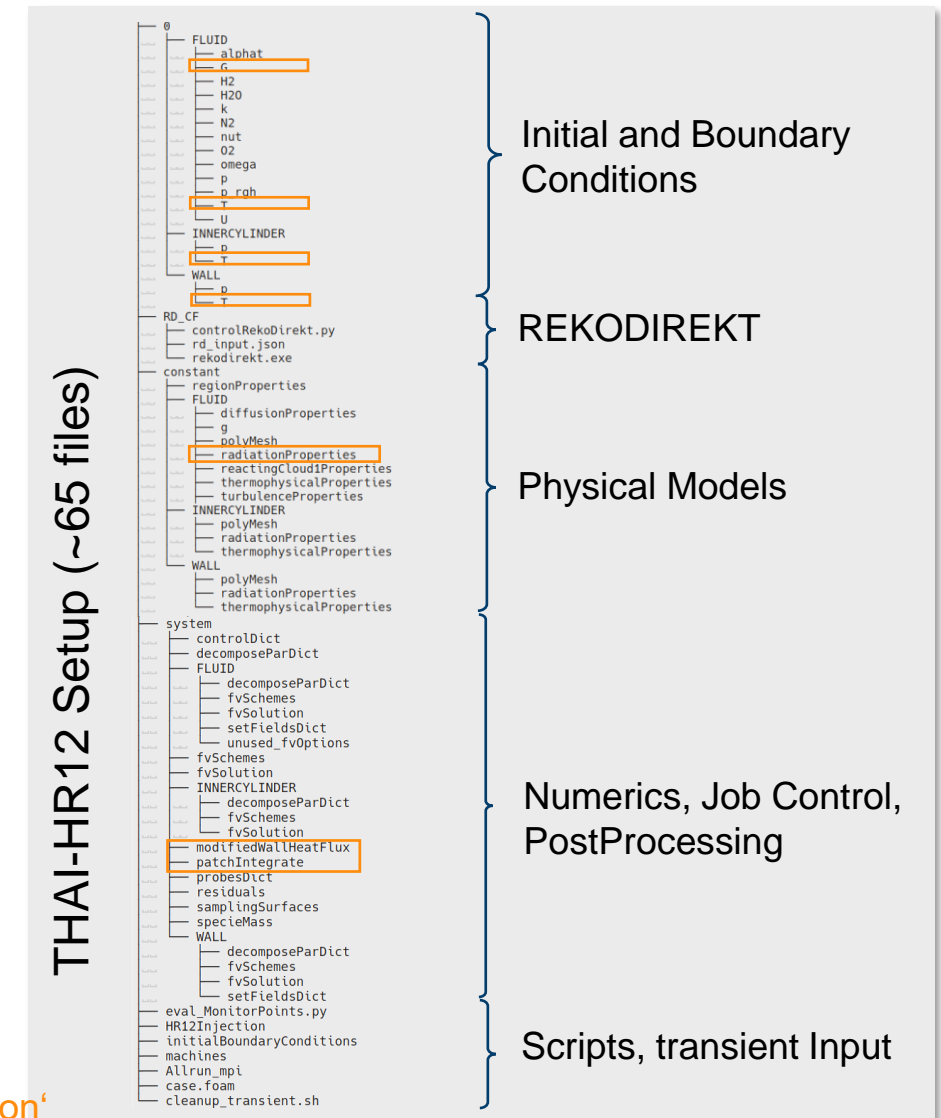 THAI-HR12 Setup (~65 files)
0
FLUID
alphat
G
H2
H2O
k
N2
nut
O2
omega
p
p_rgh
T
U
INNERCYLINDER
p
T
WALL
p
T
Initial and Boundary
Conditions
RD_CF
controlRekoDirekt.py
rd_input.json
rekodirekt.exe
REKODIREKT
constant
regionProperties
FLUID
diffusionProperties
g
polyMesh
radiationProperties
reactingCloud1Properties
thermophysicalProperties
turbulenceProperties
INNERCYLINDER
polyMesh
radiationProperties
thermophysicalProperties
WALL
polyMesh
radiationProperties
thermophysicalProperties
Physical Models
system
controlDict
decomposeParDict
FLUID
decomposeParDict
fvSchemes
fvSolution
setFieldsDict
unused_fvOptions
fvSchemes
fvSolution
INNERCYLINDER
decomposeParDict
fvSchemes
fvSolution
modifiedWallHeatFlux
patchIntegrate
probesDict
residuals
samplingSurfaces
specieMass
WALL
decomposeParDict
fvSchemes
fvSolution
setFieldsDict
Numerics, Job Control,
PostProcessing
eval_MonitorPoints.py
HR12Injection
initialBoundaryConditions
machines
Allrun_mpi
case.foam
cleanup_transient.sh
Scripts, transient Input
on‘